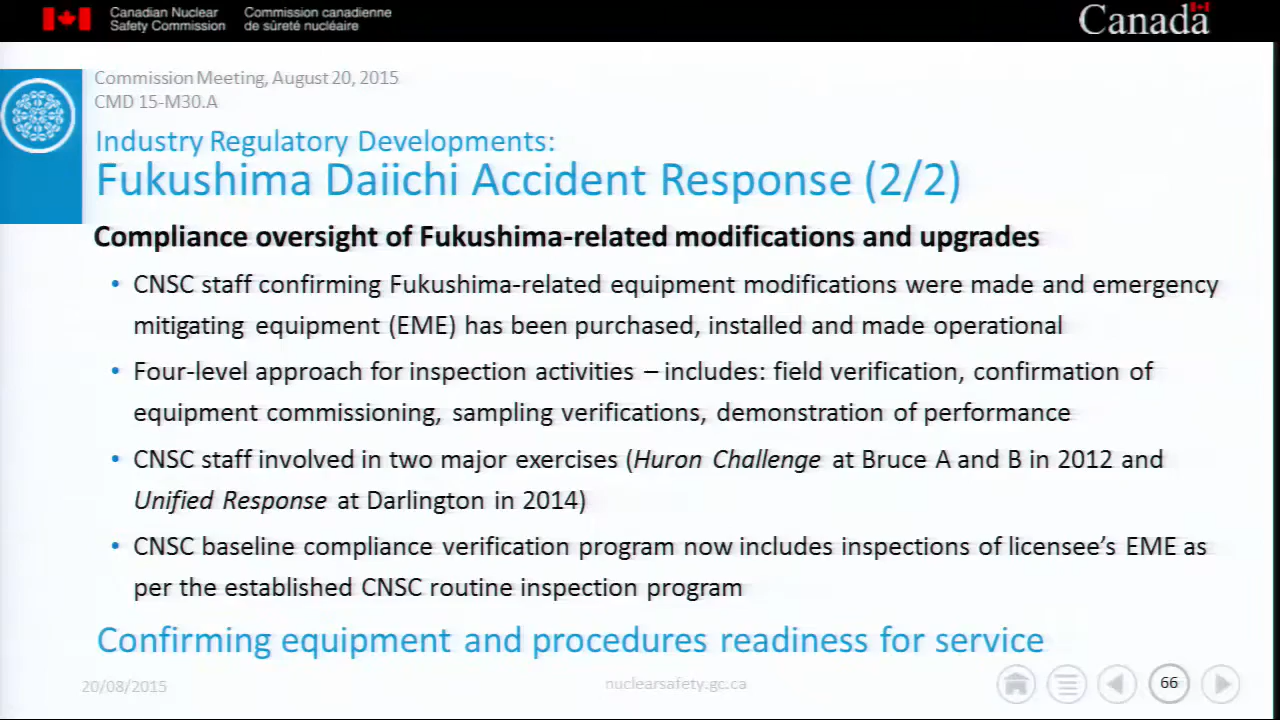 Canadian Nuclear Safety Commission
Commission canadienne de sûreté nucléaire
Canada
Commission Meeting, August 20, 2015
CMD 15-M30.A
Industry Regulatory Developments:
Fukushima Daiichi Accident Response (2/2)
Compliance oversight of Fukushima-related modifications and upgrades
• CNSC staff confirming Fukushima-related equipment modifications were made and emergency
mitigating equipment (EME) has been purchased, installed and made operational
• Four-level approach for inspection activities – includes: field verification, confirmation of
equipment commissioning, sampling verifications, demonstration of performance
• CNSC staff involved in two major exercises (Huron Challenge at Bruce A and B in 2012 and
Unified Response at Darlington in 2014)
• CNSC baseline compliance verification program now includes inspections of licensee’s EME as
per the established CNSC routine inspection program
Confirming equipment and procedures readiness for service
20/08/2015
nuclearsafety.gc.ca
66